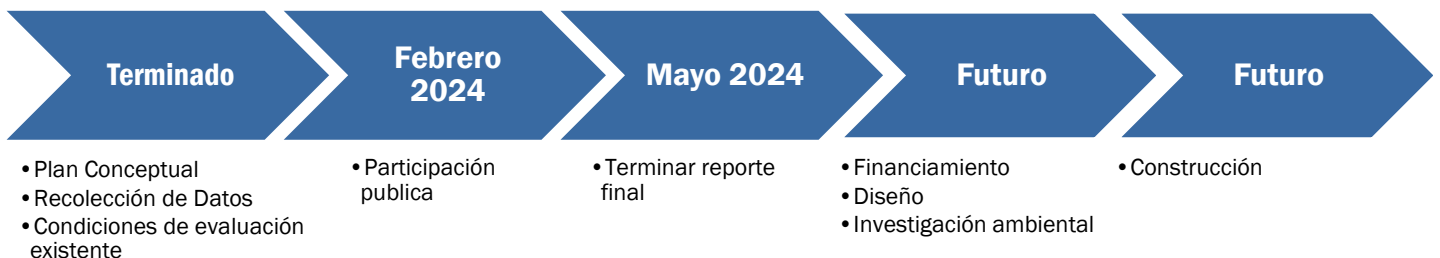 Terminado
Febrero
2024
Mayo 2024
Futuro
Futuro
•Plan Conceptual
•Recolección de Datos
•Condiciones de evaluación
existente
•Participación
publica
•Terminar reporte
final
•Financiamiento
•Diseño
•Investigación ambiental
•Construcción